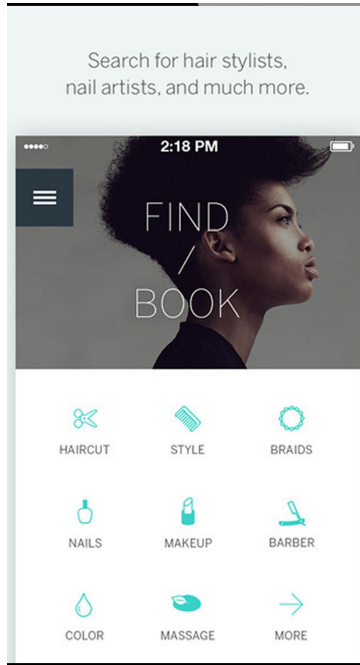 Search for hair stylists,
nail artists, and much more.
2:18 PM
FIND
/
BOOK
HAIRCUT
STYLE
BRAIDS
NAILS
MAKEUP
BARBER
COLOR
MASSAGE
MORE